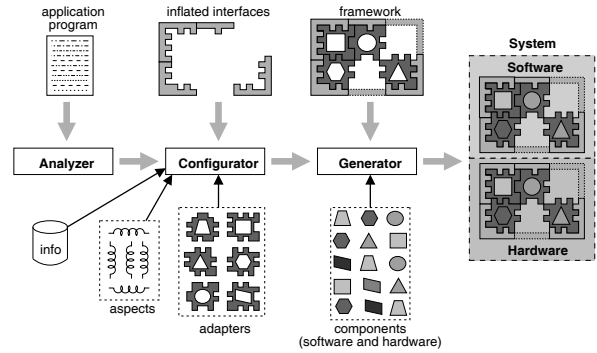 application
program
inflated interfaces
framework
System
Software
Analyzer
Configurator
Generator
info
aspects
adapters
components
(software and hardware)
Hardware